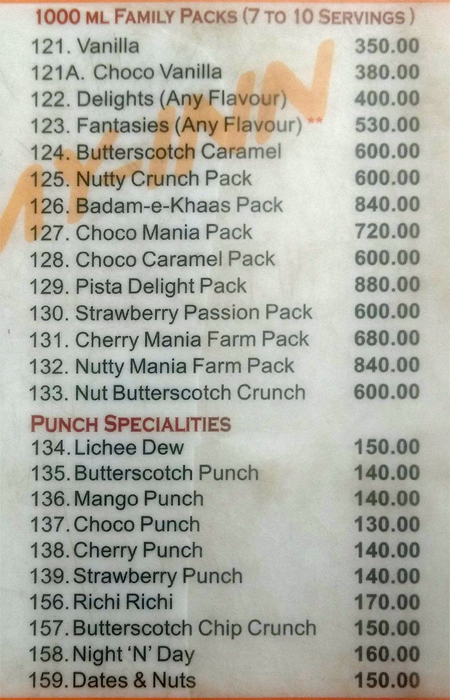 1000 ML FAMILY PACKS (7 TO 10 SERVINGS )
121. Vanilla 350.00
121A. Choco Vanilla 380.00
122. Delights (Any Flavour) 400.00
123. Fantasies (Any Flavour) ** 530.00
124. Butterscotch Caramel 600.00
125. Nutty Crunch Pack 600.00
126. Badam-e-Khaas Pack 840.00
127. Choco Mania Pack 720.00
128. Choco Caramel Pack 600.00
129. Pista Delight Pack 880.00
130. Strawberry Passion Pack 600.00
131. Cherry Mania Farm Pack 680.00
132. Nutty Mania Farm Pack 840.00
133. Nut Butterscotch Crunch 600.00
PUNCH SPECIALITIES
134. Lichee Dew 150.00
135. Butterscotch Punch 140.00
136. Mango Punch 140.00
137. Choco Punch 130.00
138. Cherry Punch 140.00
139. Strawberry Punch 140.00
156. Richi Richi 170.00
157. Butterscotch Chip Crunch 150.00
158. Night 'N' Day 160.00
159. Dates & Nuts 150.00